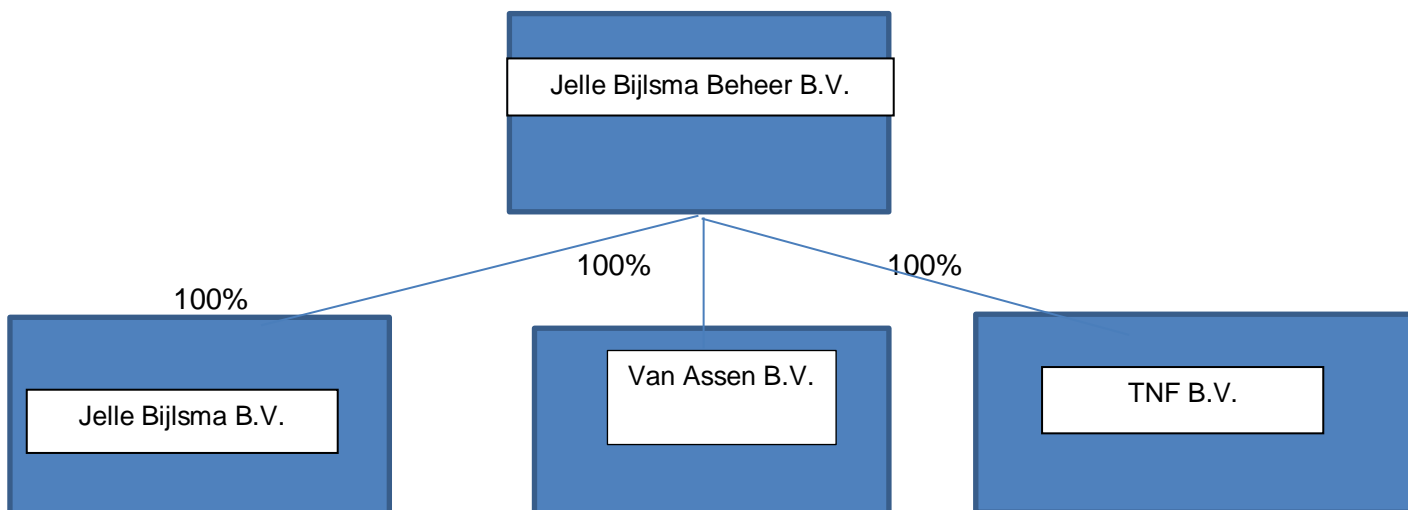 Jelle Bijlsma Beheer B.V.
100%
100%
100%
Jelle Bijlsma B.V.
Van Assen B.V.
TNF B.V.